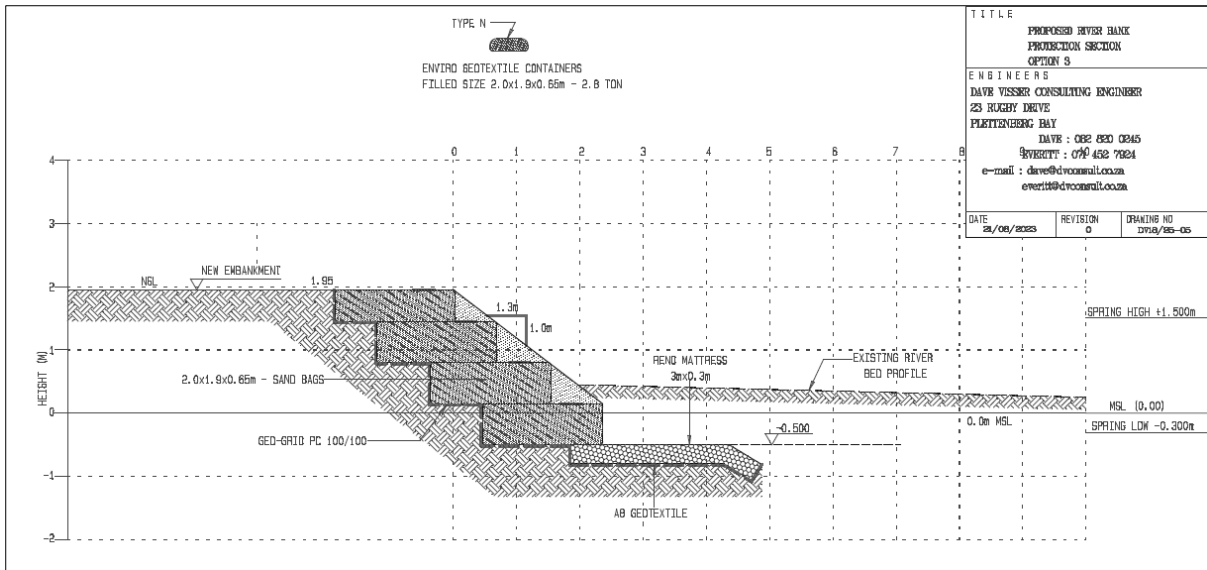 TYPE N
ENVIRO GEOTEXTILE CONTAINERS
FILLED SIZE 2.0x1.9x0.65m - 2.8 TON
TITLE
PROPOSED RIVER BANK
PROTECTION SECTION
OPTION 3
ENGINEERS
DAVE VISSER CONSULTING ENGINEER
23 RUGBY DRIVE
PLETTENBERG BAY
DAVE : 082 820 0245
EVERITT : 079 452 7924
e-mail : dave@dvconsult.co.za
everitt@dvconsult.co.za
DATE
REVISION
DRAWING NO
21/08/2023
0
DV18/25-05
0 1 2 3 4 5 6 7 8
4
3
2
1
0
-1
-2
HEIGHT (M)
NGL
NEW EMBANKMENT
1.95
1.3m
1.0m
SPRING HIGH +1.500m
RENO MATTRESS
3mx0.3m
EXISTING RIVER
BED PROFILE
2.0x1.9x0.65m - SAND BAGS
MSL (0.00)
0.0m MSL
SPRING LOW -0.300m
GEO-GRID PC 100/100
-0.500
A8 GEOTEXTILE